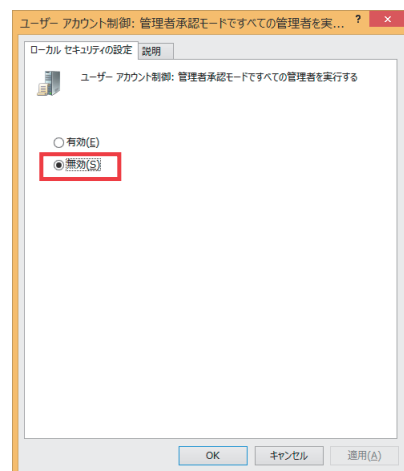 ユーザー アカウント制御: 管理者承認モードですべての管理者を実... ? ×
ローカル セキュリティの設定 説明
ユーザー アカウント制御: 管理者承認モードですべての管理者を実行する
有効(E)
無効(S)
OK キャンセル 適用(A)